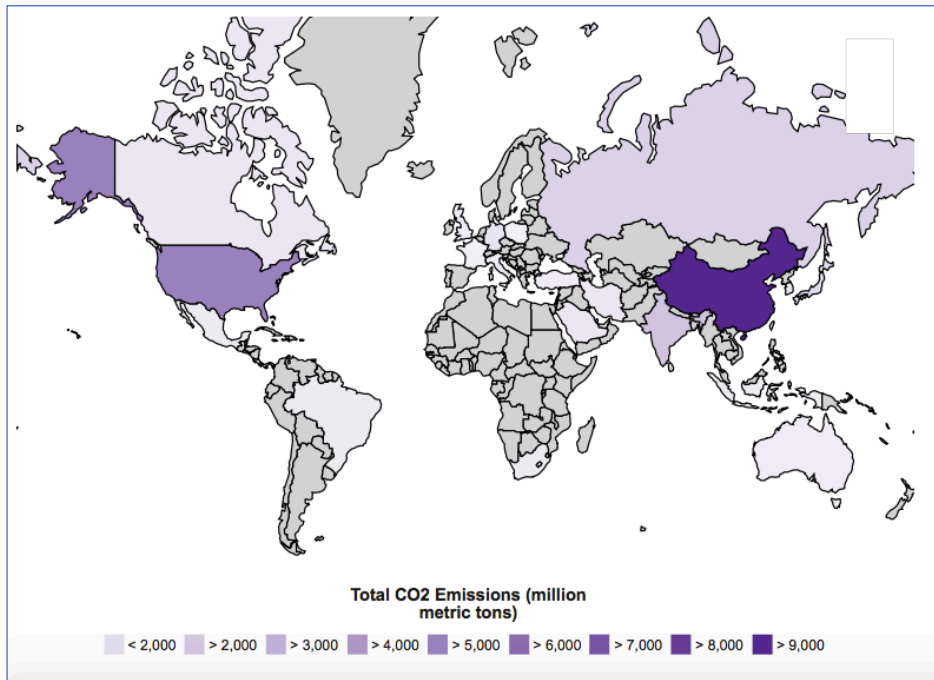 Total CO2 Emissions (million
metric tons)
< 2,000 > 2,000 > 3,000 > 4,000 > 5,000 > 6,000 > 7,000 > 8,000 > 9,000